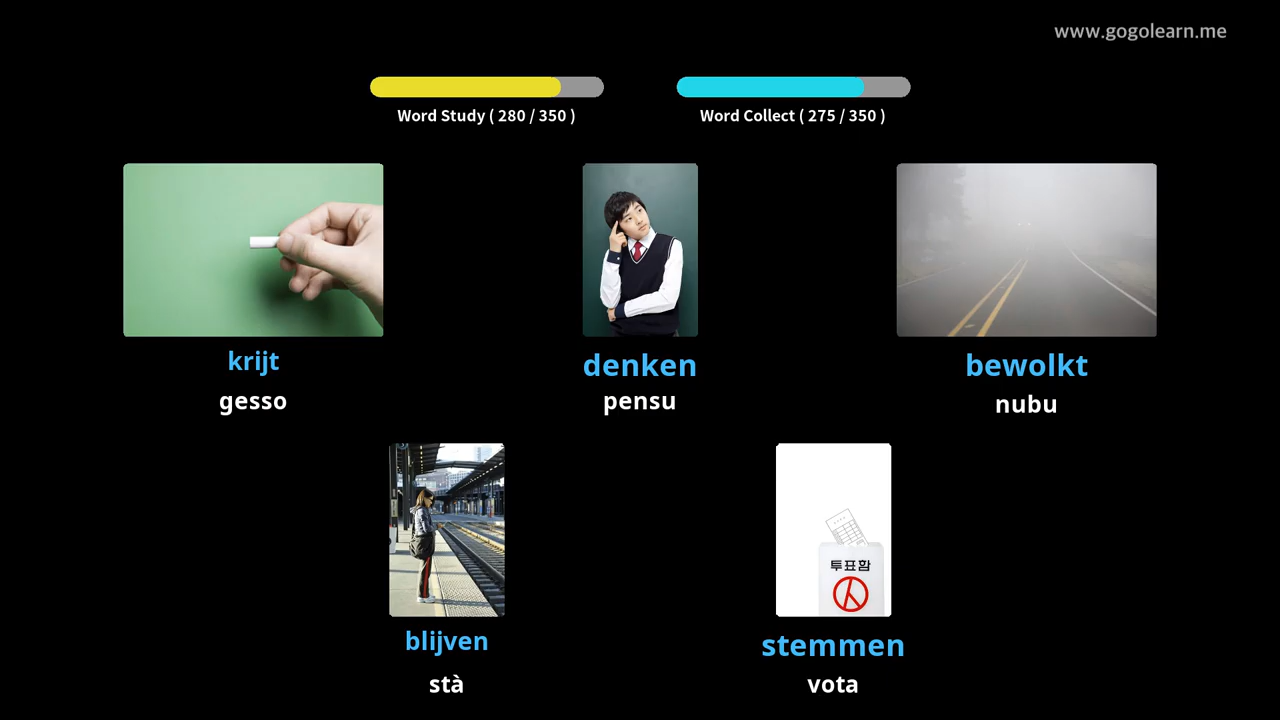 www.gogolearn.me
Word Study ( 280 / 350 )
Word Collect ( 275 / 350 )
krijt
gesso
denken
pensu
bewolkt
nubu
투표함
blijven
stà
stemmen
vota